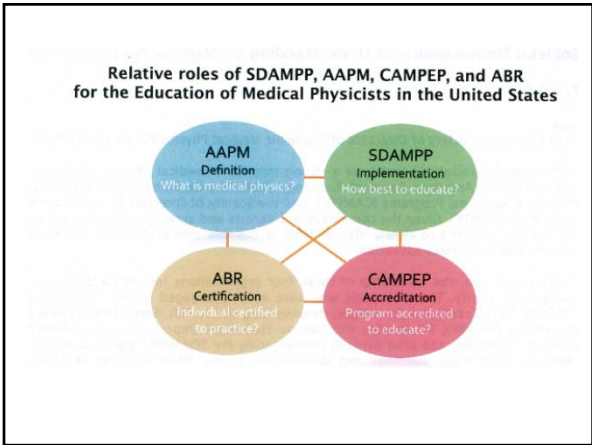 Relative roles of SDAMPP, AAPM, CAMPEP, and ABR
for the Education of Medical Physicists in the United States
AAPM
Definition
What is medical physics?
SDAMPP
Implementation
How best to educate?
ABR
Certification
Individual certified
to practice?
CAMPEP
Accreditation
Program accredited
to educate?